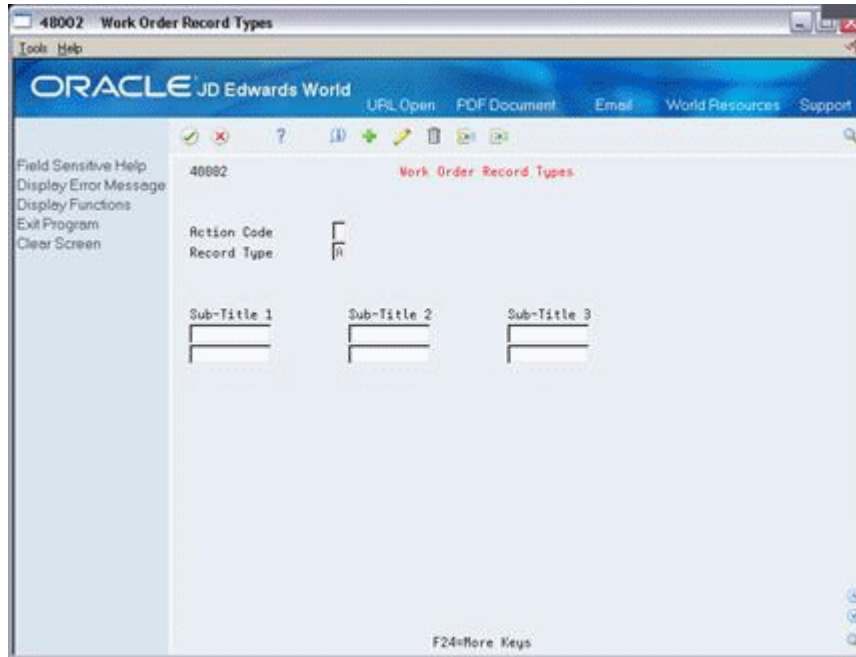 48002 Work Order Record Types
Tools Help
ORACLE JD Edwards World
URL Open PDF Document Email World Resources Support
Field Sensitive Help
Display Error Message
Display Functions
Exit Program
Clear Screen
48002 Work Order Record Types
Action Code
Record Type A
Sub-Title 1 Sub-Title 2 Sub-Title 3
F24=More Keys